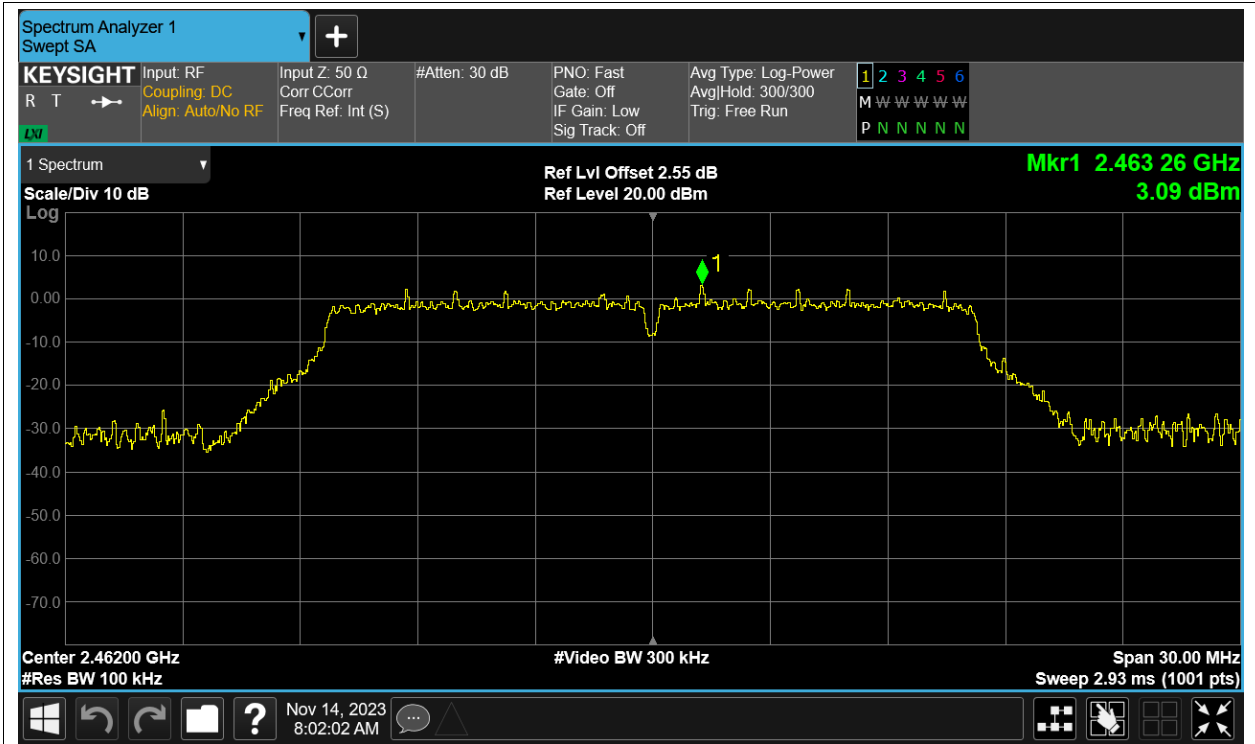 Spectrum Analyzer 1
Swept SA
+
KEYSIGHT
R T
LXI
Input: RF
Coupling: DC
Align: Auto/No RF
Input Z: 50 Ω
Corr CCorr
Freq Ref: Int (S)
#Atten: 30 dB
PNO: Fast
Gate: Off
IF Gain: Low
Sig Track: Off
Avg Type: Log-Power
Avg|Hold: 300/300
Trig: Free Run
1 2 3 4 5 6
M W W W W W
P N N N N N
1 Spectrum
Scale/Div 10 dB
Log
Ref Lvl Offset 2.55 dB
Ref Level 20.00 dBm
Mkr1 2.463 26 GHz
3.09 dBm
1
10.0
0.00
-10.0
-20.0
-30.0
-40.0
-50.0
-60.0
-70.0
Center 2.46200 GHz
#Res BW 100 kHz
#Video BW 300 kHz
Span 30.00 MHz
Sweep 2.93 ms (1001 pts)
?
Nov 14, 2023
8:02:02 AM